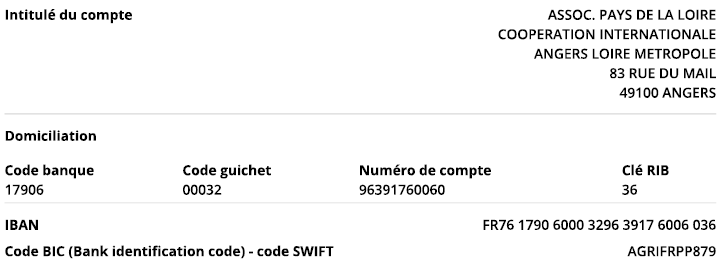 Intitulé du compte
ASSOC. PAYS DE LA LOIRE
COOPERATION INTERNATIONALE
ANGERS LOIRE METROPOLE
83 RUE DU MAIL
49100 ANGERS
Domiciliation
Code banque Code guichet Numéro de compte Clé RIB
17906 00032 96391760060 36
IBAN FR76 1790 6000 3296 3917 6006 036
Code BIC (Bank identification code) - code SWIFT AGRIFRPP879